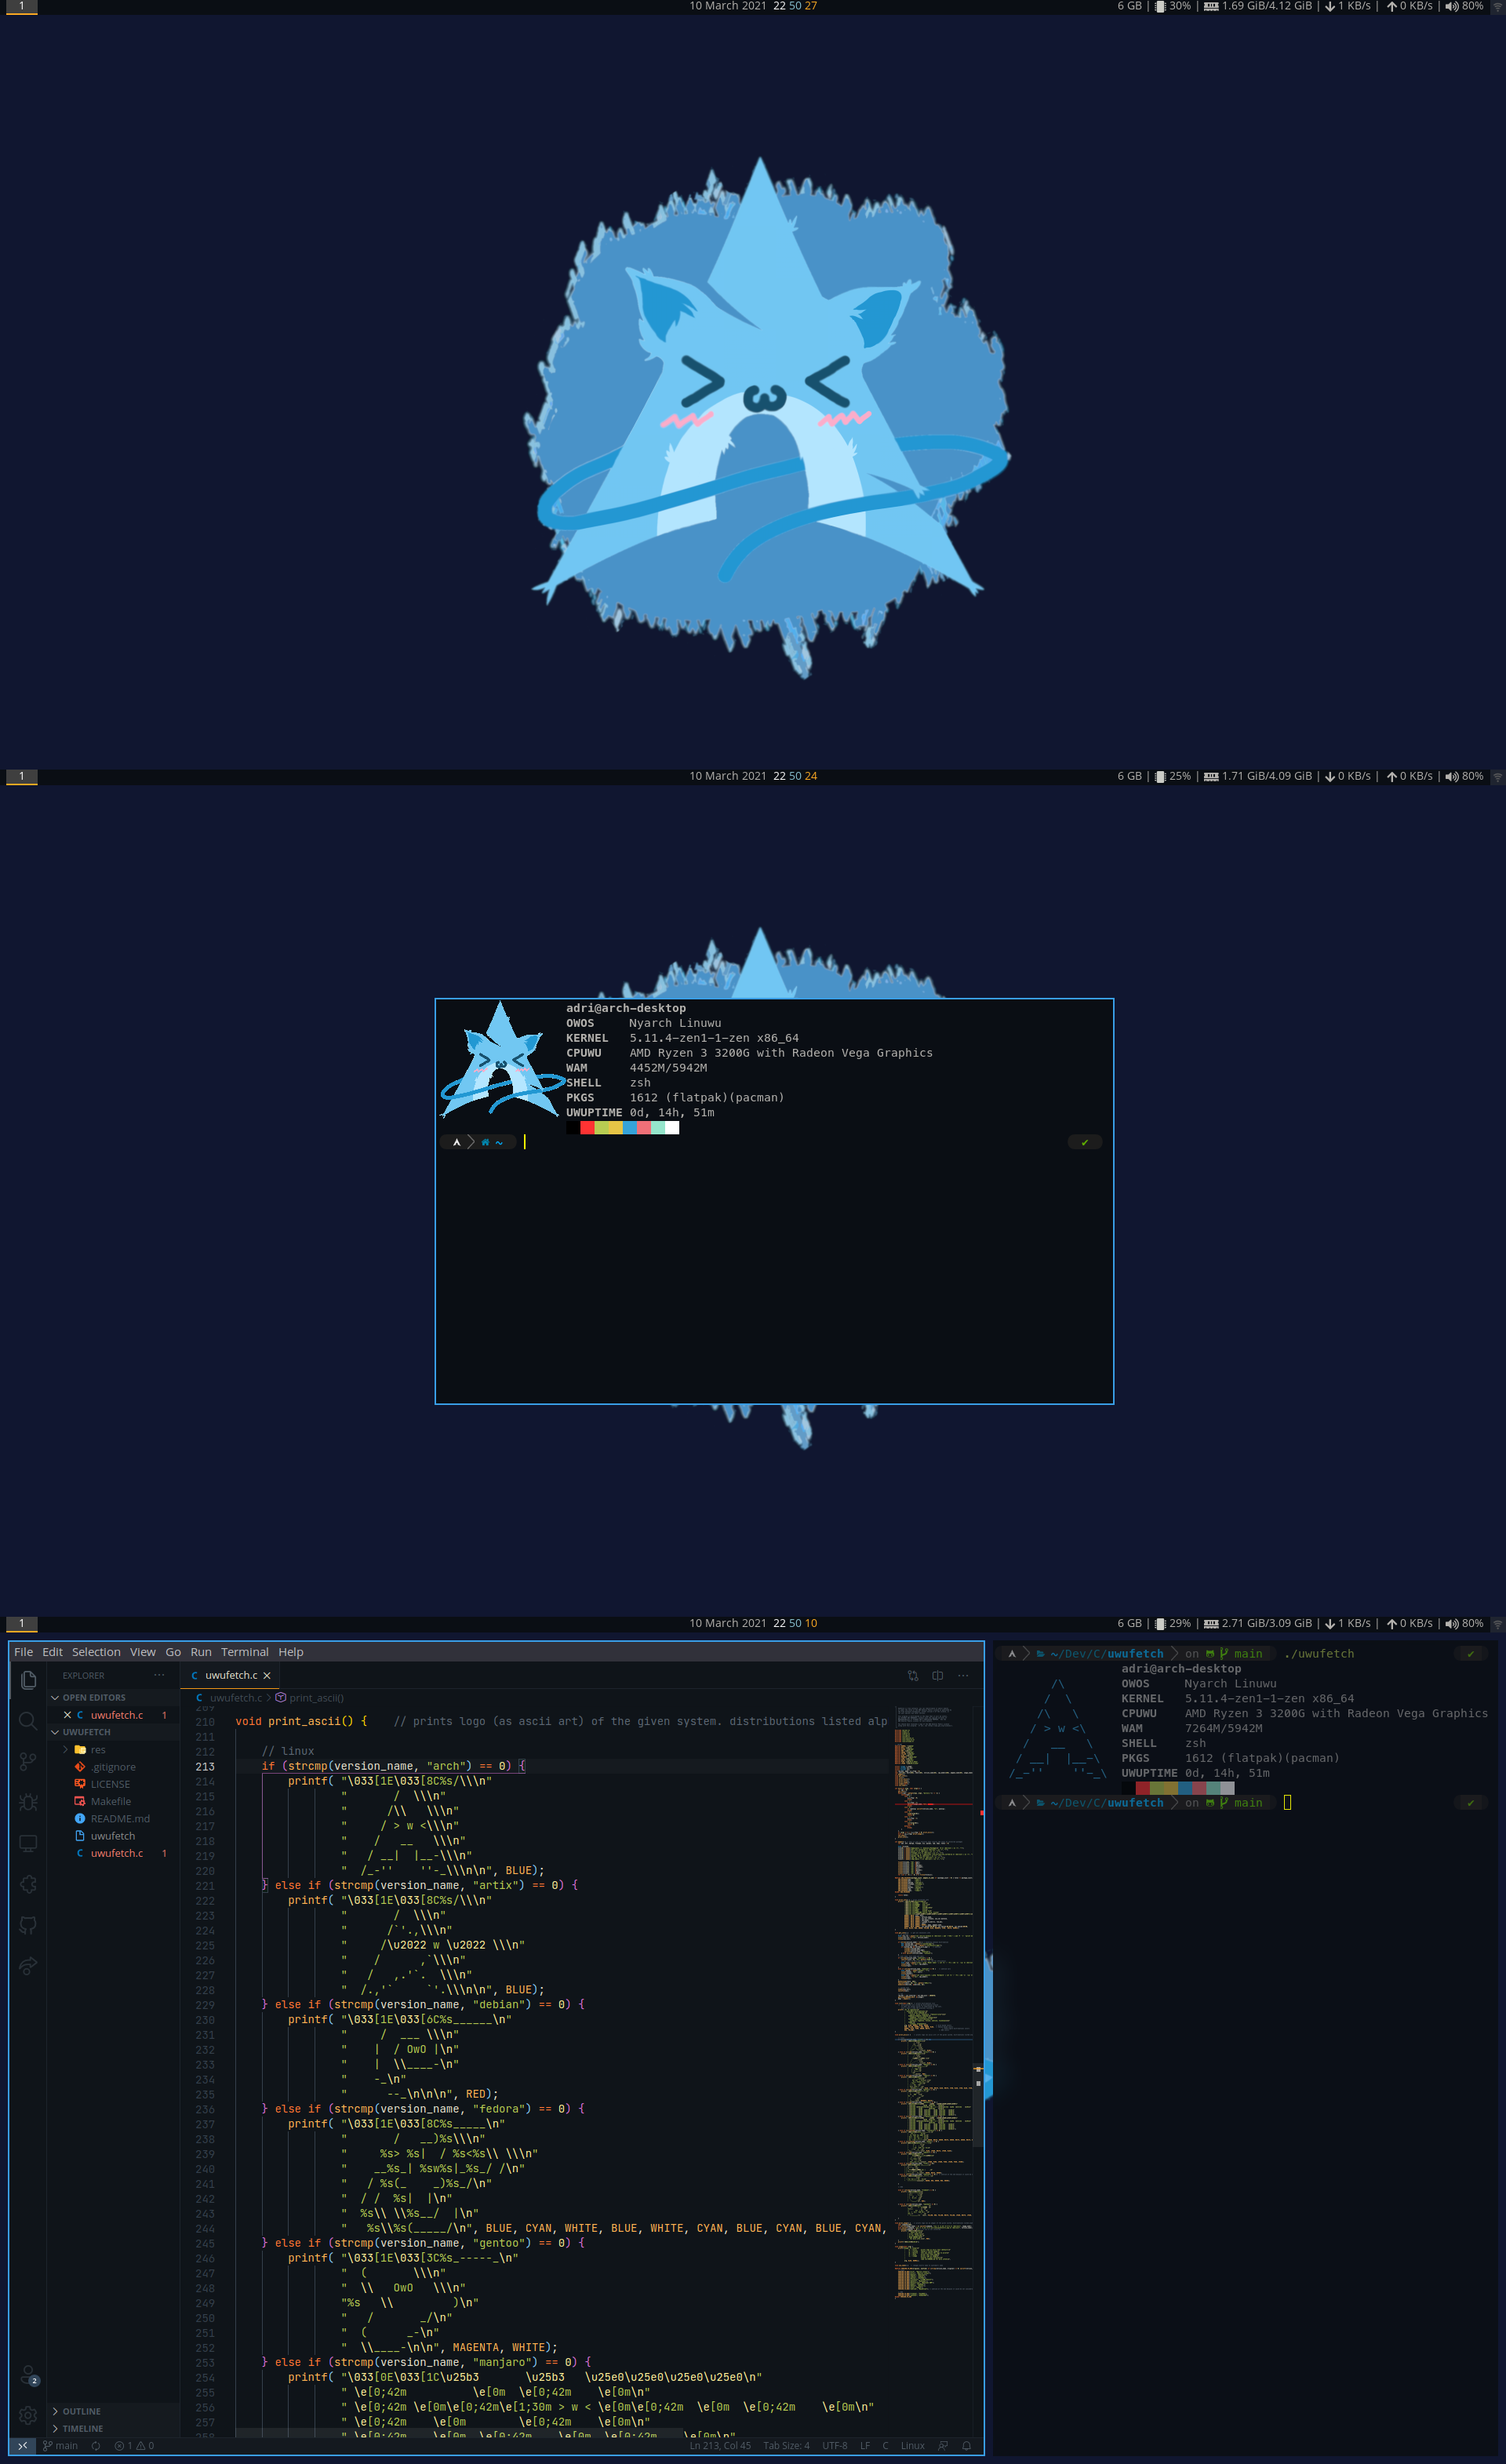 1 10 March 2021 22 50 27 6 GB | 30% | 1.69 GiB/4.12 GiB | 1 KB/s | 0 KB/s | 80%
1 10 March 2021 22 50 24 6 GB | 25% | 1.71 GiB/4.09 GiB | 0 KB/s | 0 KB/s | 80%
adri@arch-desktop
OWOS Nyarch Linuwu
KERNEL 5.11.4-zen1-1-zen x86_64
CPUWU AMD Ryzen 3 3200G with Radeon Vega Graphics
WAM 4452M/5942M
SHELL zsh
PKGS 1612 (flatpak)(pacman)
UWUPTIME 0d, 14h, 51m
~
1 10 March 2021 22 50 10 6 GB | 29% | 2.71 GiB/3.09 GiB | 1 KB/s | 0 KB/s | 80%
File Edit Selection View Go Run Terminal Help
EXPLORER ···
OPEN EDITORS
uwufetch.c 1
UWUFETCH
res
.gitignore
LICENSE
Makefile
README.md
uwufetch
uwufetch.c 1
2
OUTLINE
TIMELINE
C uwufetch.c
C uwufetch.c > print_ascii()
209
210 void print_ascii() {    // prints logo (as ascii art) of the given system. distributions listed alp
211
212     // linux
213     if (strcmp(version_name, "arch") == 0) {
214         printf( "\033[1E\033[8C%s/\\\n"
215                 "       /  \\\n"
216                 "      /\\   \\\n"
217                 "     / > w <\\\n"
218                 "    /   __   \\\n"
219                 "   / __|  |__-\\\n"
220                 "  /_-''    ''-_\\\n\n", BLUE);
221     } else if (strcmp(version_name, "artix") == 0) {
222         printf( "\033[1E\033[8C%s/\\\n"
223                 "       /  \\\n"
224                 "      /`'.,\\\n"
225                 "     /\u2022 w \u2022 \\\n"
226                 "    /      ,`\\\n"
227                 "   /   ,.'`.  \\\n"
228                 "  /.,'`     `'.\\\n\n", BLUE);
229     } else if (strcmp(version_name, "debian") == 0) {
230         printf( "\033[1E\033[6C%s______\n"
231                 "     /  ___ \\\n"
232                 "    |  / OwO |\n"
233                 "    |  \\____-\n"
234                 "    -_\n"
235                 "      --_\n\n\n", RED);
236     } else if (strcmp(version_name, "fedora") == 0) {
237         printf( "\033[1E\033[8C%s_____\n"
238                 "       /   __)%s\\\n"
239                 "     %s> %s|  / %s<%s\\ \\\n"
240                 "    __%s_| %sw%s|_%s_/ /\n"
241                 "   / %s(_    _)%s_/\n"
242                 "  / /  %s|  |\n"
243                 "  %s\\ \\%s__/  |\n"
244                 "   %s\\%s(_____/\n", BLUE, CYAN, WHITE, BLUE, WHITE, CYAN, BLUE, CYAN, BLUE, CYAN,
245     } else if (strcmp(version_name, "gentoo") == 0) {
246         printf( "\033[1E\033[3C%s_-----_\n"
247                 "  (       \\\n"
248                 "  \\   OwO   \\\n"
249                 "%s   \\         )\n"
250                 "   /       _/\n"
251                 "  (      _-\n"
252                 "  \\____-\n\n", MAGENTA, WHITE);
253     } else if (strcmp(version_name, "manjaro") == 0) {
254         printf( "\033[0E\033[1C\u25b3       \u25b3   \u25e0\u25e0\u25e0\u25e0\n"
255                 " \e[0;42m          \e[0m  \e[0;42m    \e[0m\n"
256                 " \e[0;42m \e[0m\e[0;42m\e[1;30m > w < \e[0m\e[0;42m  \e[0m  \e[0;42m    \e[0m\n"
257                 " \e[0;42m    \e[0m        \e[0;42m    \e[0m\n"
main 1 0 Ln 213, Col 45 Tab Size: 4 UTF-8 LF C Linux
~/Dev/C/uwufetch > on main ./uwufetch
adri@arch-desktop
/\ OWOS Nyarch Linuwu
/  \ KERNEL 5.11.4-zen1-1-zen x86_64
/\   \ CPUWU AMD Ryzen 3 3200G with Radeon Vega Graphics
/ > w <\ WAM 7264M/5942M
/   __   \ SHELL zsh
/ __|  |__-\ PKGS 1612 (flatpak)(pacman)
/_-''    ''-_\ UWUPTIME 0d, 14h, 51m
~/Dev/C/uwufetch > on main